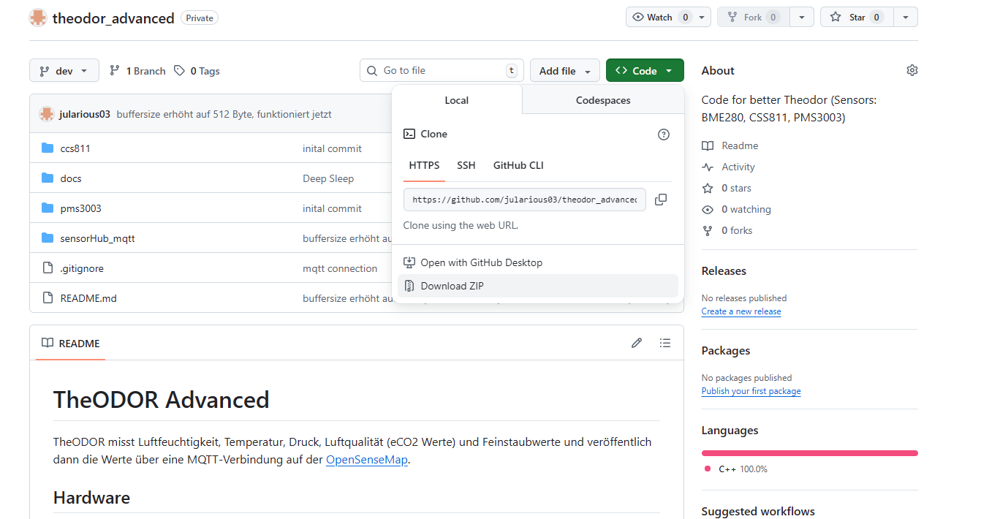 theodor_advanced Private
Watch 0 Fork 0 Star 0
dev 1 Branch 0 Tags Go to file t Add file Code
jularious03 buffersize erhöht auf 512 Byte, funktioniert jetzt
ccs811 inital commit
docs Deep Sleep
pms3003 inital commit
sensorHub_mqtt buffersize erhöht au
.gitignore mqtt connection
README.md buffersize erhöht au
Local Codespaces
Clone
HTTPS SSH GitHub CLI
https://github.com/jularious03/theodor_advanced
Clone using the web URL.
Open with GitHub Desktop
Download ZIP
README
TheODOR Advanced
TheODOR misst Luftfeuchtigkeit, Temperatur, Druck, Luftqualität (eCO2 Werte) und Feinstaubwerte und veröffentlich
dann die Werte über eine MQTT-Verbindung auf der OpenSenseMap.
Hardware
About
Code for better Theodor (Sensors:
BME280, CSS811, PMS3003)
Readme
Activity
0 stars
0 watching
0 forks
Releases
No releases published
Create a new release
Packages
No packages published
Publish your first package
Languages
C++ 100.0%
Suggested workflows